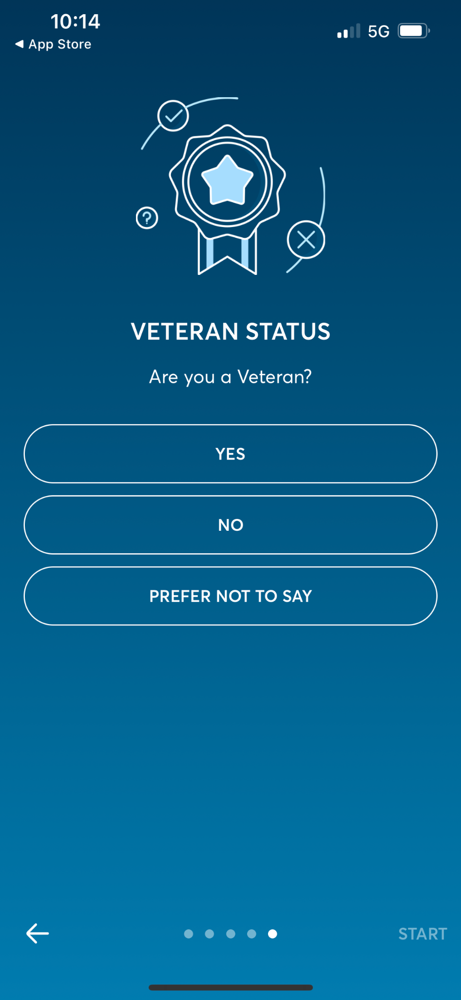 10:14
5G
◀ App Store
?
VETERAN STATUS
Are you a Veteran?
YES
NO
PREFER NOT TO SAY
START